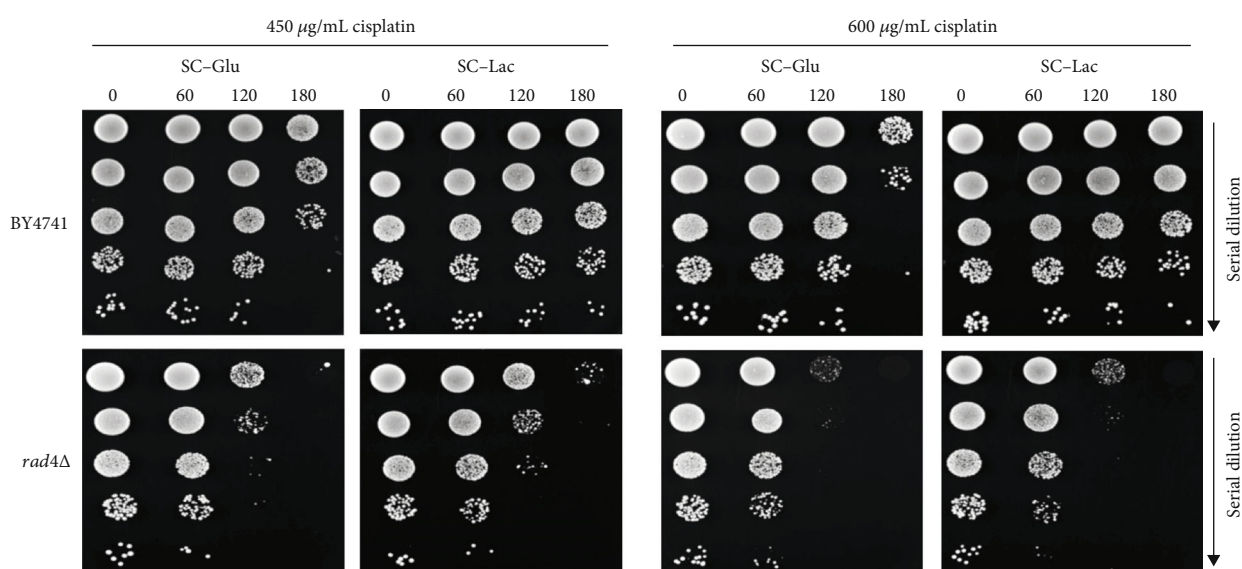 450 µg/mL cisplatin
600 µg/mL cisplatin
SC–Glu
SC–Lac
SC–Glu
SC–Lac
0 60 120 180
0 60 120 180
0 60 120 180
0 60 120 180
BY4741
Serial dilution
rad4Δ
Serial dilution